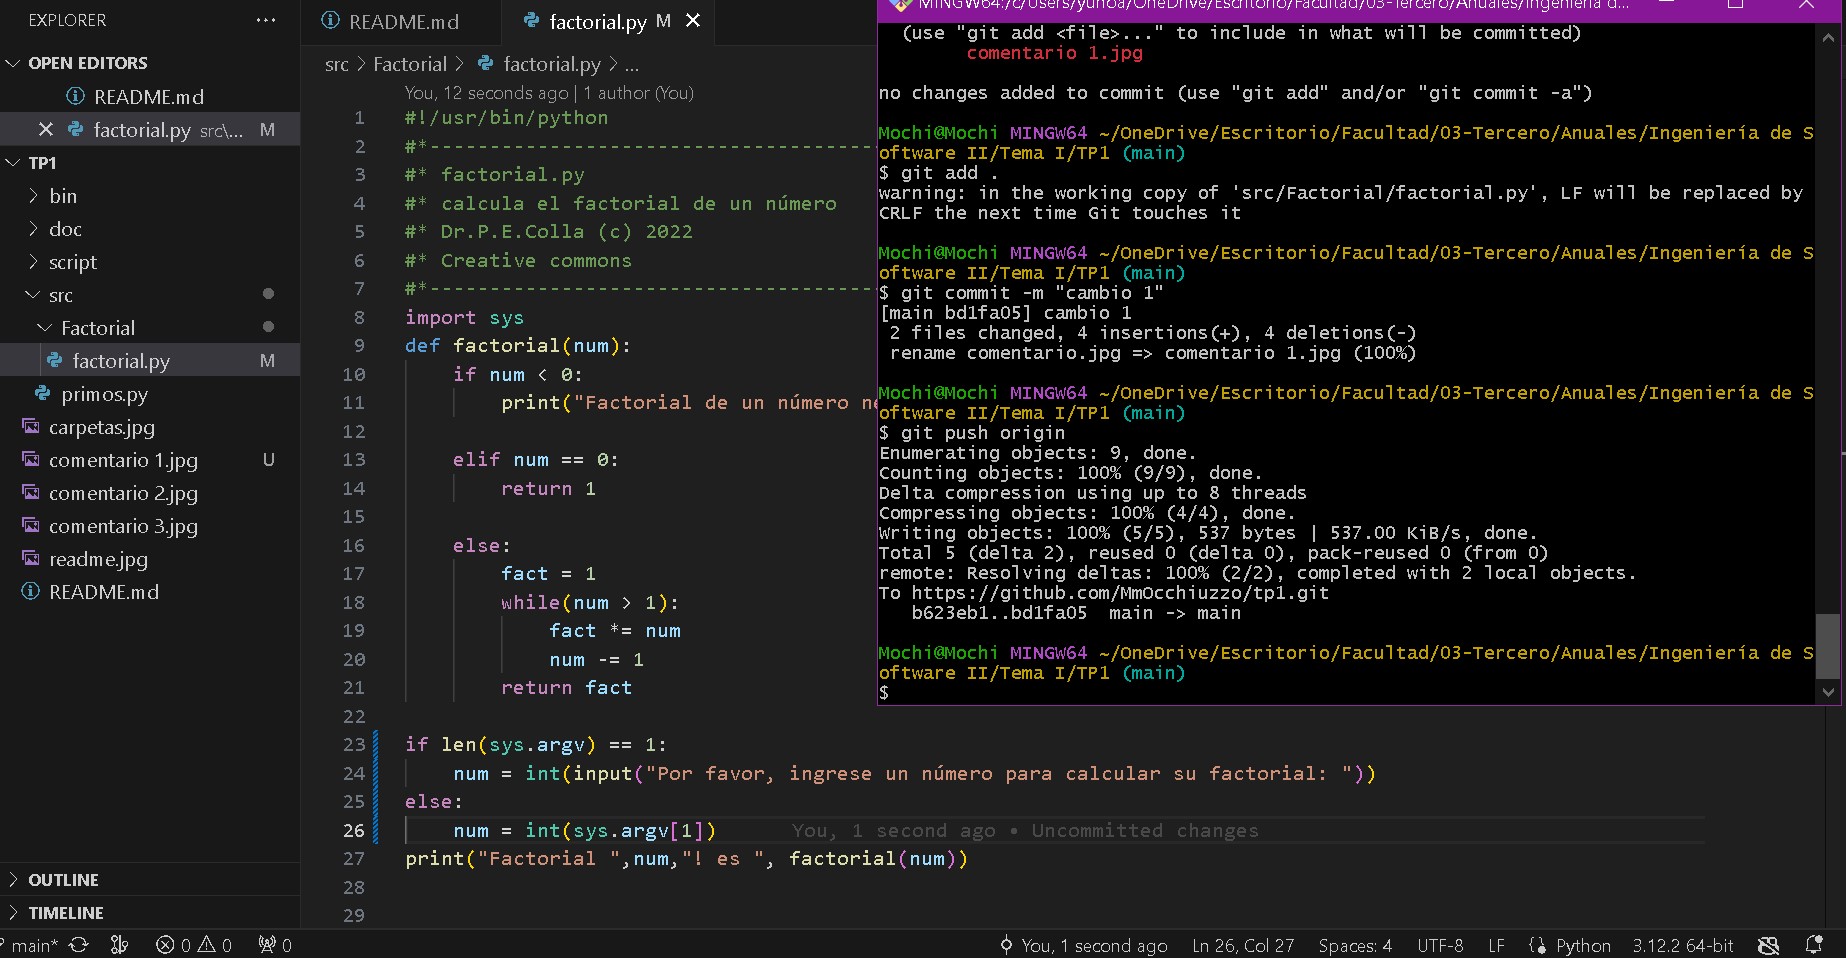 EXPLORER
OPEN EDITORS
README.md
factorial.py src\... M
TP1
bin
doc
script
src
Factorial
factorial.py M
primos.py
carpetas.jpg
comentario 1.jpg U
comentario 2.jpg
comentario 3.jpg
readme.jpg
README.md
OUTLINE
TIMELINE
README.md
factorial.py M
src > Factorial > factorial.py > ...
You, 12 seconds ago | 1 author (You)
1 #!/usr/bin/python
2 #*-------------------------------------
3 #* factorial.py
4 #* calcula el factorial de un número
5 #* Dr.P.E.Colla (c) 2022
6 #* Creative commons
7 #*-------------------------------------
8 import sys
9 def factorial(num):
10 if num < 0:
11 print("Factorial de un número ne
12
13 elif num == 0:
14 return 1
15
16 else:
17 fact = 1
18 while(num > 1):
19 fact *= num
20 num -= 1
21 return fact
22
23 if len(sys.argv) == 1:
24 num = int(input("Por favor, ingrese un número para calcular su factorial: "))
25 else:
26 num = int(sys.argv[1]) You, 1 second ago • Uncommitted changes
27 print("Factorial ",num,"! es ", factorial(num))
28
29
MINGW64:/c/Users/yunoa/OneDrive/Escritorio/Facultad/03-Tercero/Anuales/Ingeniería d...
(use "git add <file>..." to include in what will be committed)
comentario 1.jpg
no changes added to commit (use "git add" and/or "git commit -a")
Mochi@Mochi MINGW64 ~/OneDrive/Escritorio/Facultad/03-Tercero/Anuales/Ingeniería de S
oftware II/Tema I/TP1 (main)
$ git add .
warning: in the working copy of 'src/Factorial/factorial.py', LF will be replaced by
CRLF the next time Git touches it
Mochi@Mochi MINGW64 ~/OneDrive/Escritorio/Facultad/03-Tercero/Anuales/Ingeniería de S
oftware II/Tema I/TP1 (main)
$ git commit -m "cambio 1"
[main bd1fa05] cambio 1
2 files changed, 4 insertions(+), 4 deletions(-)
rename comentario.jpg => comentario 1.jpg (100%)
Mochi@Mochi MINGW64 ~/OneDrive/Escritorio/Facultad/03-Tercero/Anuales/Ingeniería de S
oftware II/Tema I/TP1 (main)
$ git push origin
Enumerating objects: 9, done.
Counting objects: 100% (9/9), done.
Delta compression using up to 8 threads
Compressing objects: 100% (4/4), done.
Writing objects: 100% (5/5), 537 bytes | 537.00 KiB/s, done.
Total 5 (delta 2), reused 0 (delta 0), pack-reused 0 (from 0)
remote: Resolving deltas: 100% (2/2), completed with 2 local objects.
To https://github.com/MmOcchiuzzo/tp1.git
b623eb1..bd1fa05 main -> main
Mochi@Mochi MINGW64 ~/OneDrive/Escritorio/Facultad/03-Tercero/Anuales/Ingeniería de S
oftware II/Tema I/TP1 (main)
$
main* 0 0 0 You, 1 second ago Ln 26, Col 27 Spaces: 4 UTF-8 LF Python 3.12.2 64-bit